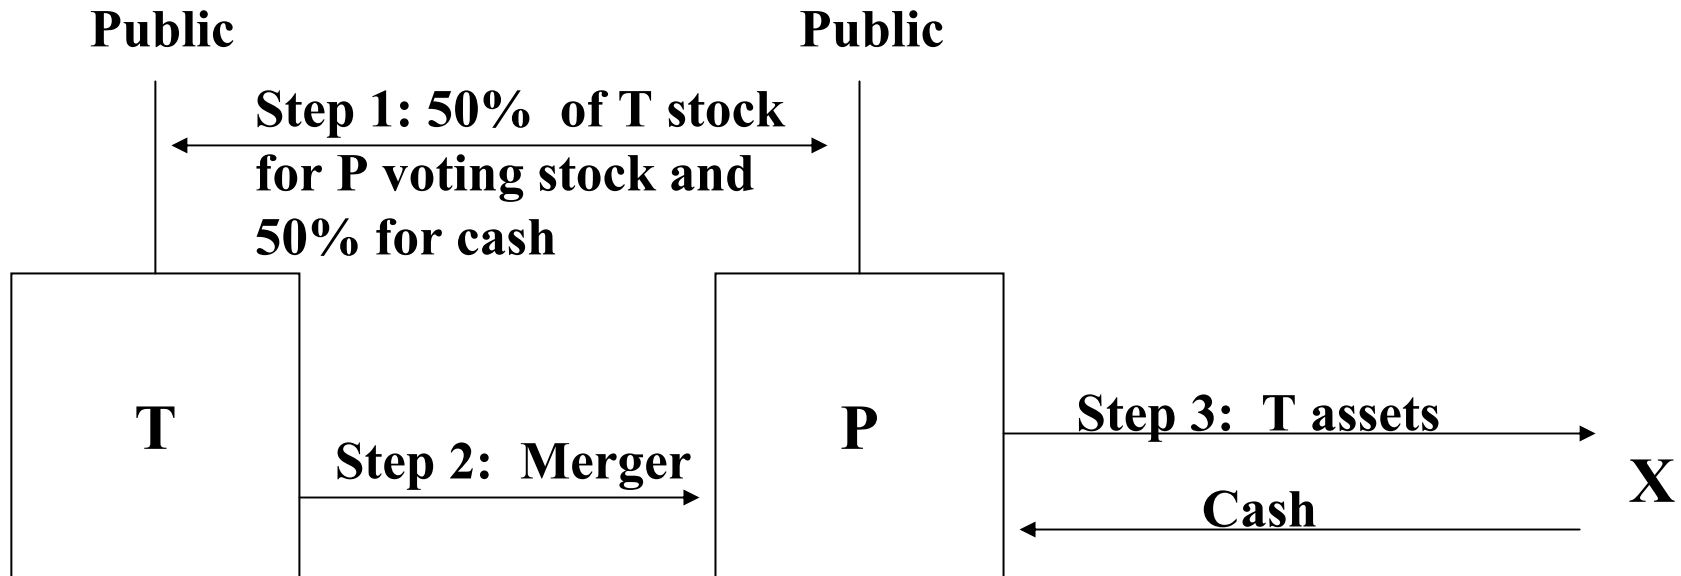 Public
Public
Step 1: 50% of T stock
for P voting stock and
50% for cash
T
P
Step 2: Merger
Step 3: T assets
X
Cash